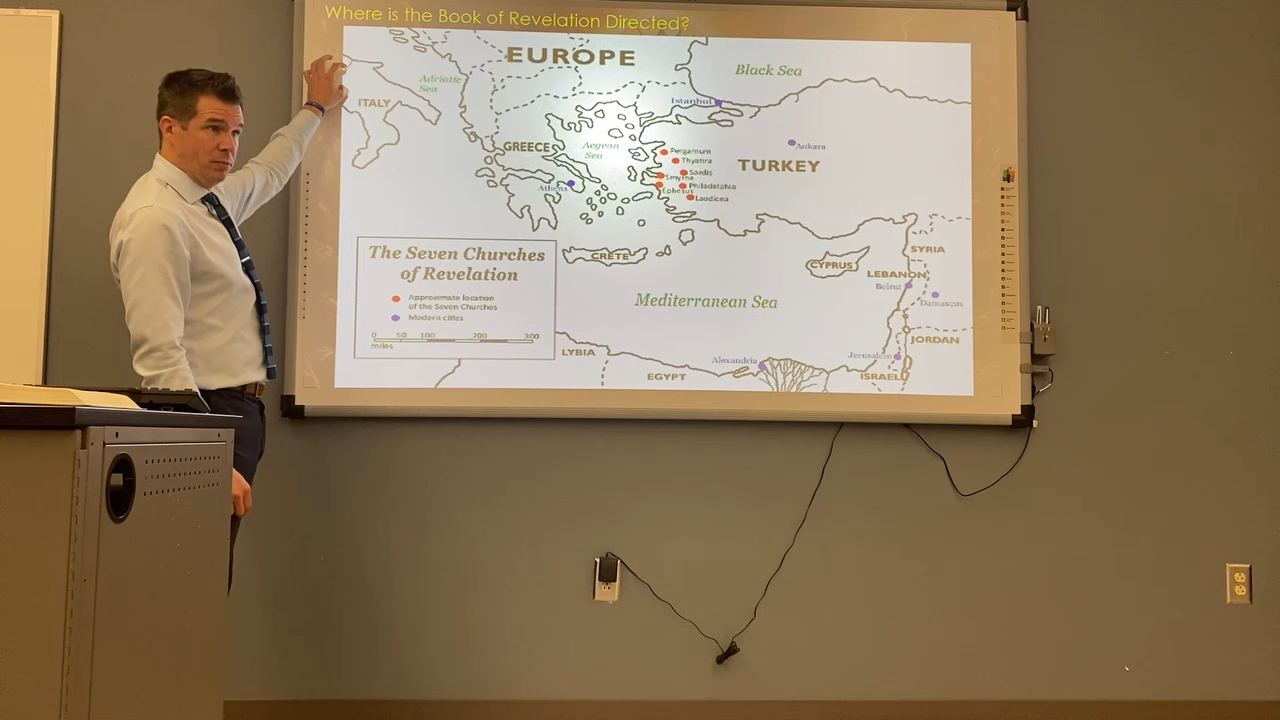 Where is the Book of Revelation Directed?
EUROPE
Black Sea
Adriatic
Sea
ITALY
Istanbul
GREECE
Aegean
Sea
Ankara
TURKEY
Pergamum
Thyatira
Sardis
Smyrna
Philadelphia
Ephesus
Laodicea
Athens
The Seven Churches
of Revelation
Approximate location
of the Seven Churches
Modern cities
0 50 100 200 300
miles
CRETE
CYPRUS
SYRIA
LEBANON
Beirut
Damascus
Mediterranean Sea
JORDAN
LYBIA
EGYPT
Alexandria
Jerusalem
ISRAEL